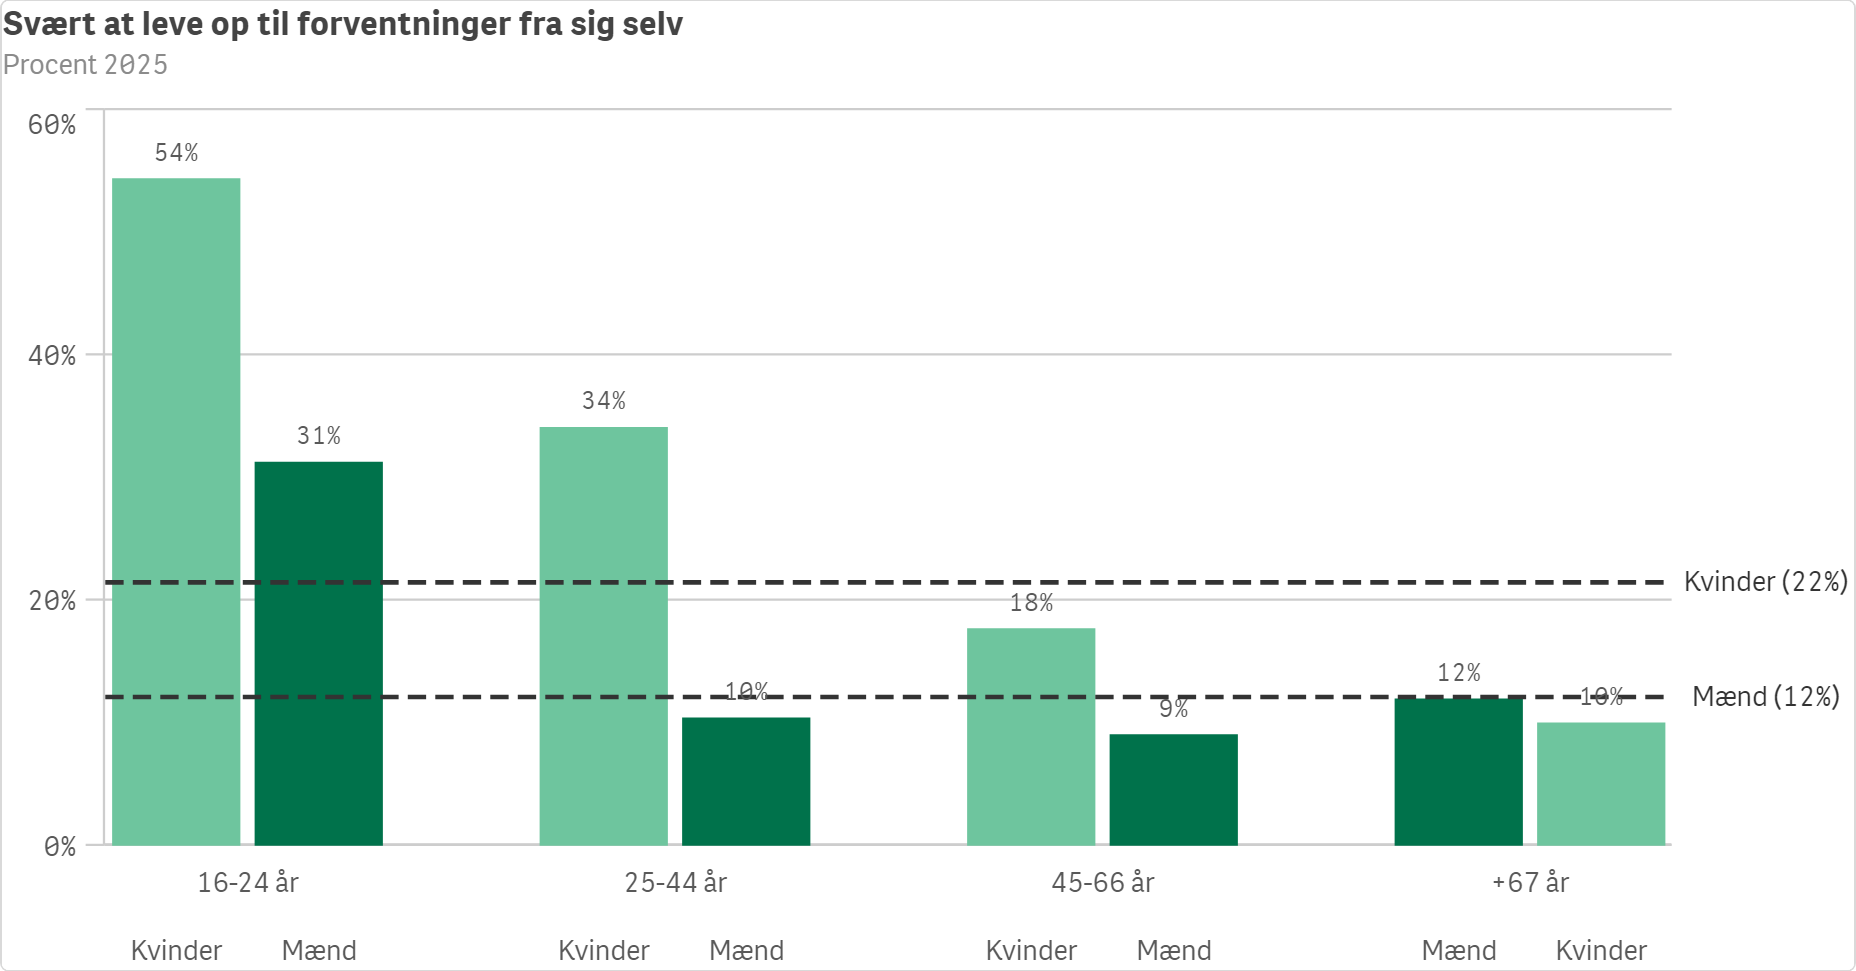 Svært at leve op til forventninger fra sig selv
Procent 2025
60%
54%
40%
34%
31%
Kvinder (22%)
20%
18%
12%
10%
10%
Mænd (12%)
9%
0%
16-24 år
25-44 år
45-66 år
+67 år
Kvinder
Mænd
Kvinder
Mænd
Kvinder
Mænd
Mænd
Kvinder